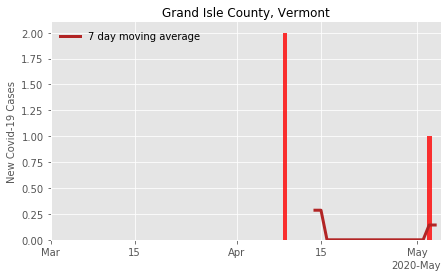 Grand Isle County, Vermont
7 day moving average
New Covid-19 Cases
2.00
1.75
1.50
1.25
1.00
0.75
0.50
0.25
0.00
Mar 15 Apr 15 May
2020-May